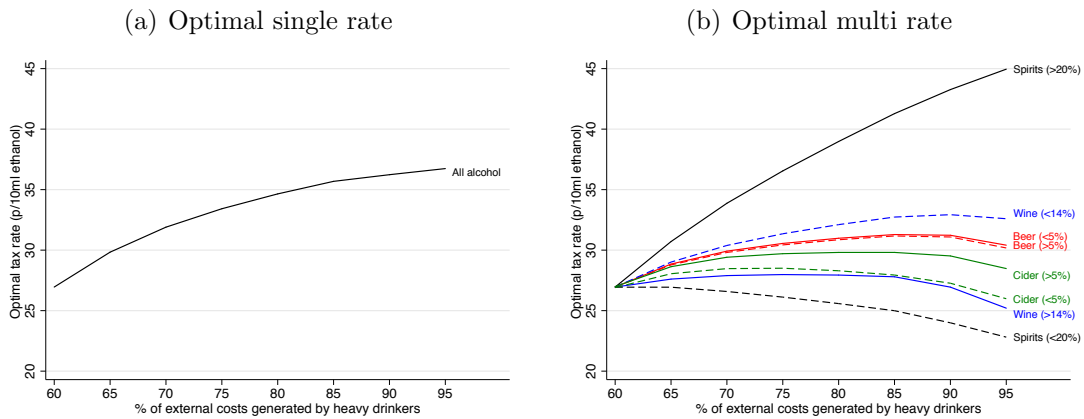 (a) Optimal single rate
Optimal tax rate (p/10ml ethanol)
45
40
35
30
25
20
All alcohol
60 65 70 75 80 85 90 95
% of external costs generated by heavy drinkers
(b) Optimal multi rate
Optimal tax rate (p/10ml ethanol)
45
40
35
30
25
20
Spirits (>20%)
Wine (<14%)
Beer (<5%)
Beer (>5%)
Cider (>5%)
Cider (<5%)
Wine (>14%)
Spirits (<20%)
60 65 70 75 80 85 90 95
% of external costs generated by heavy drinkers